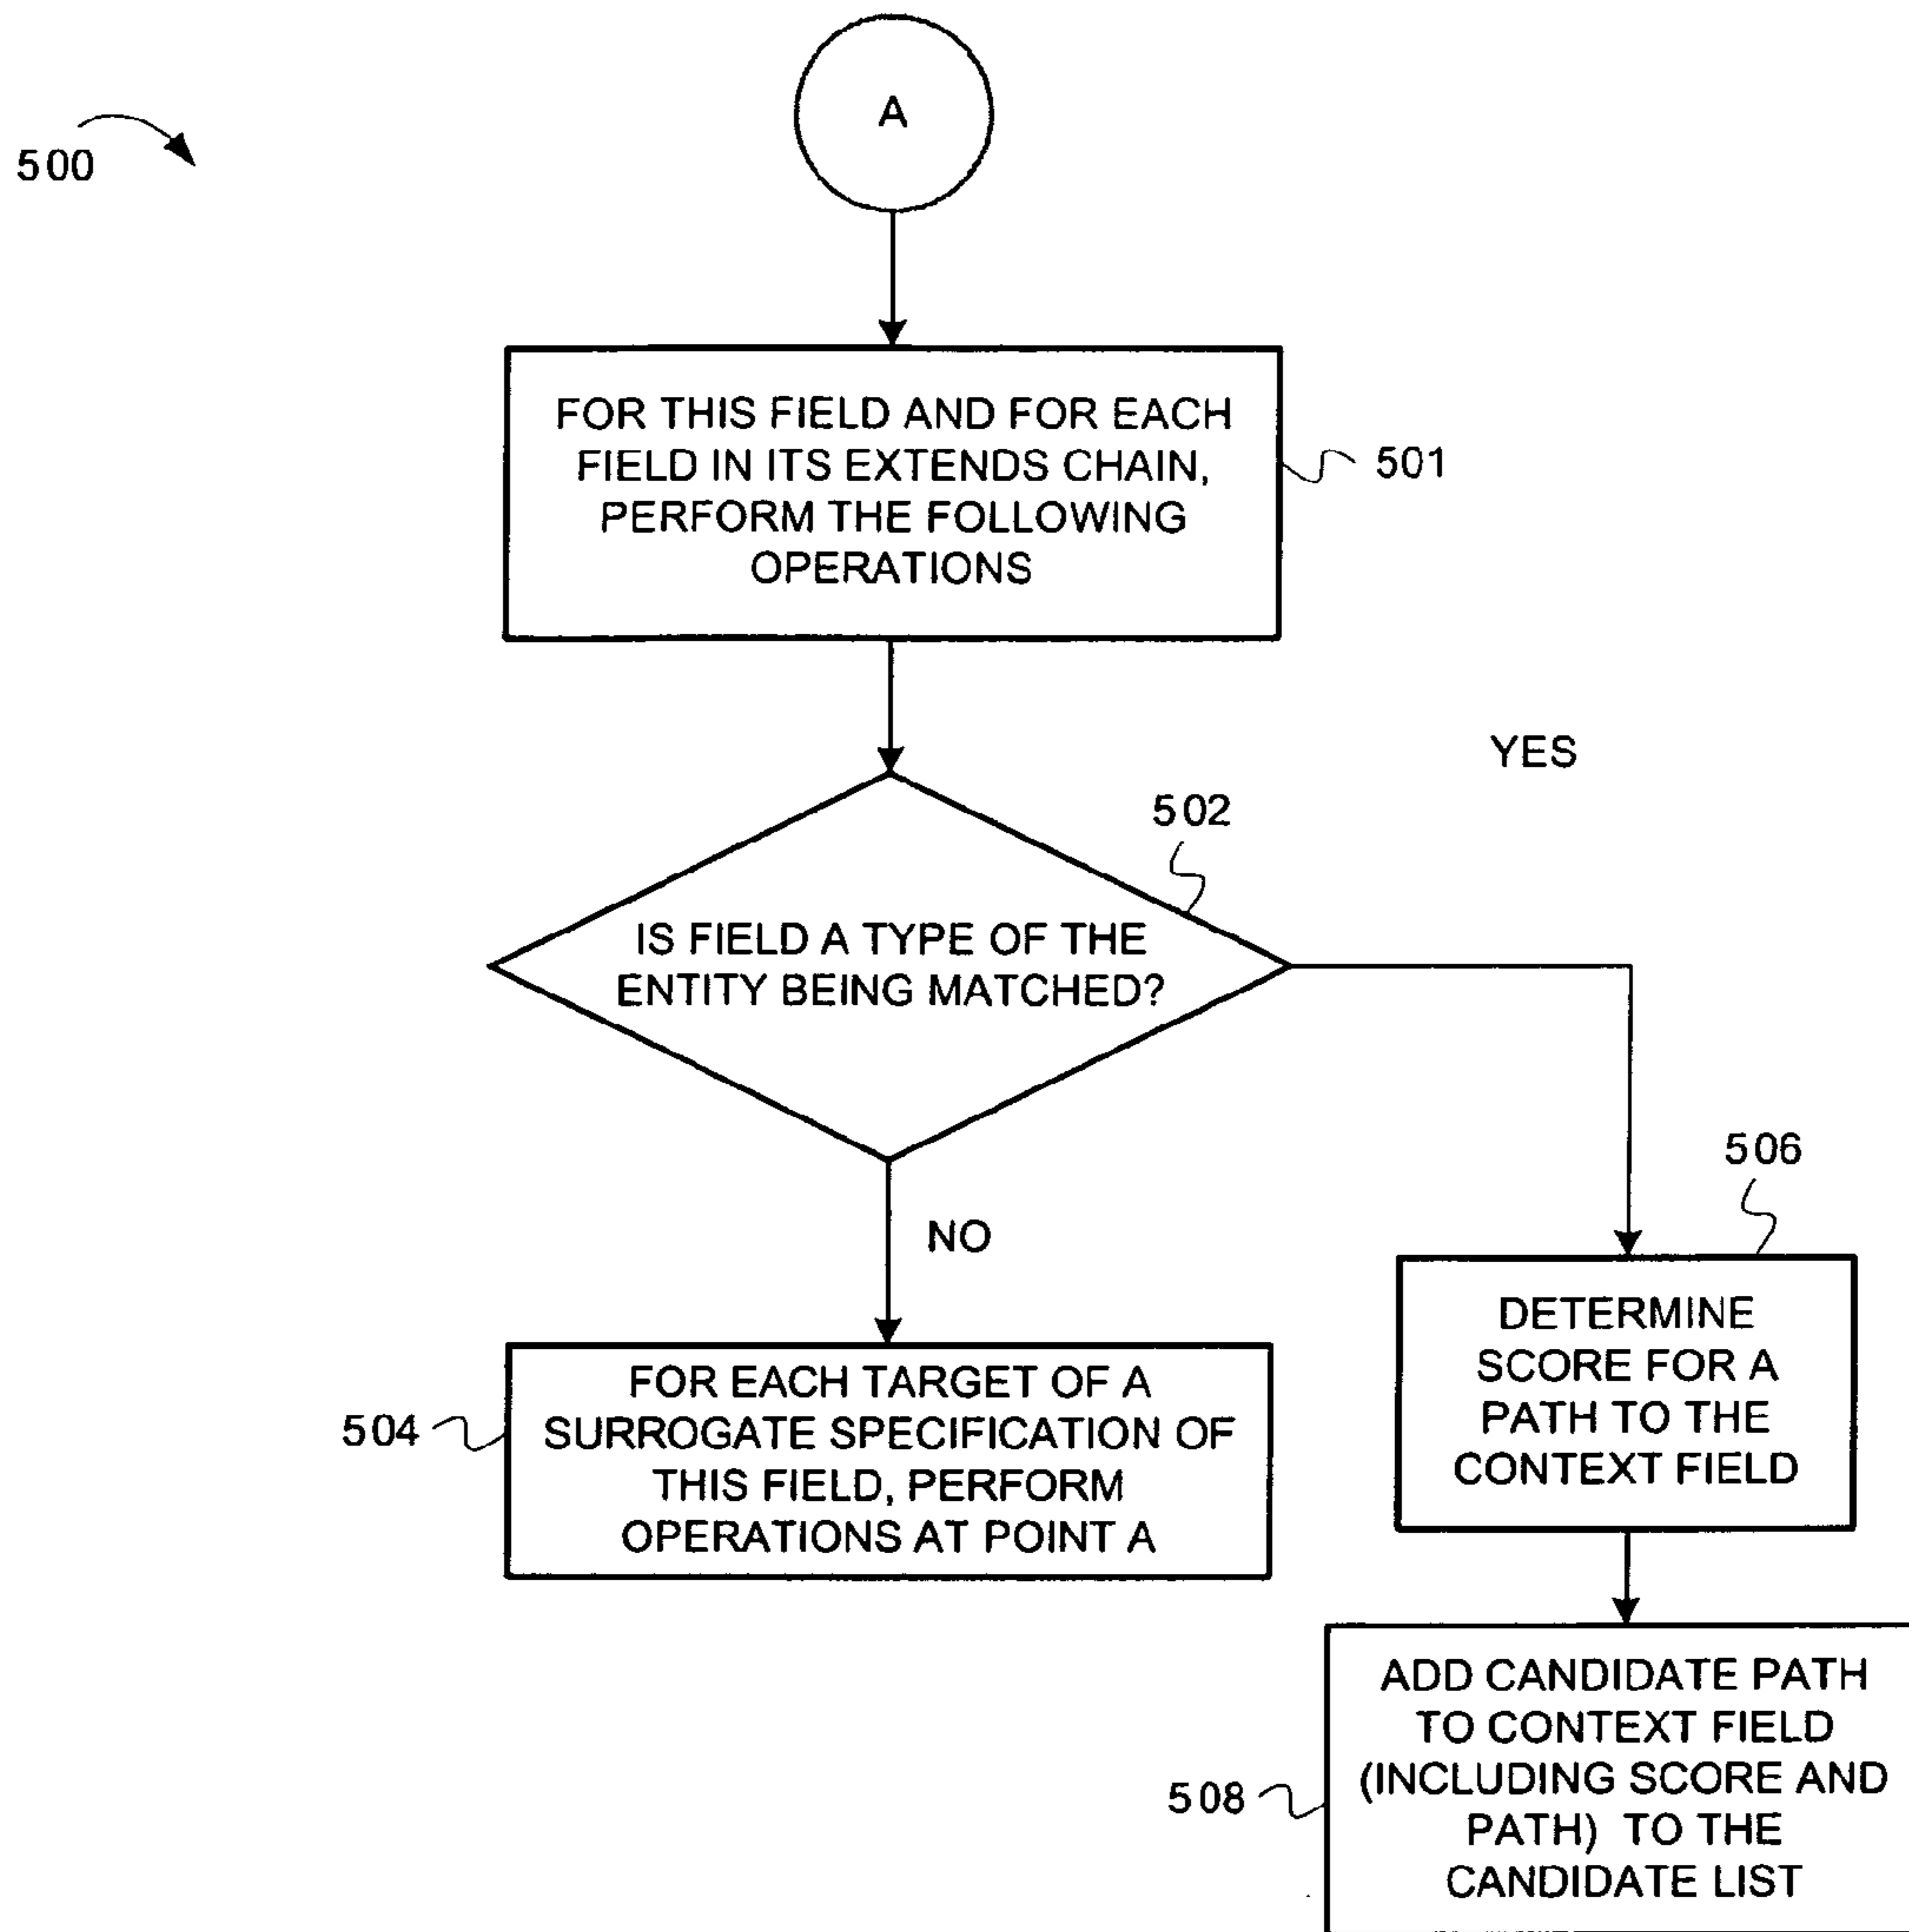 A
500
FOR THIS FIELD AND FOR EACH
FIELD IN ITS EXTENDS CHAIN,
PERFORM THE FOLLOWING
OPERATIONS
501
YES
502
IS FIELD A TYPE OF THE
ENTITY BEING MATCHED?
NO
504
FOR EACH TARGET OF A
SURROGATE SPECIFICATION OF
THIS FIELD, PERFORM
OPERATIONS AT POINT A
506
DETERMINE
SCORE FOR A
PATH TO THE
CONTEXT FIELD
508
ADD CANDIDATE PATH
TO CONTEXT FIELD
(INCLUDING SCORE AND
PATH) TO THE
CANDIDATE LIST